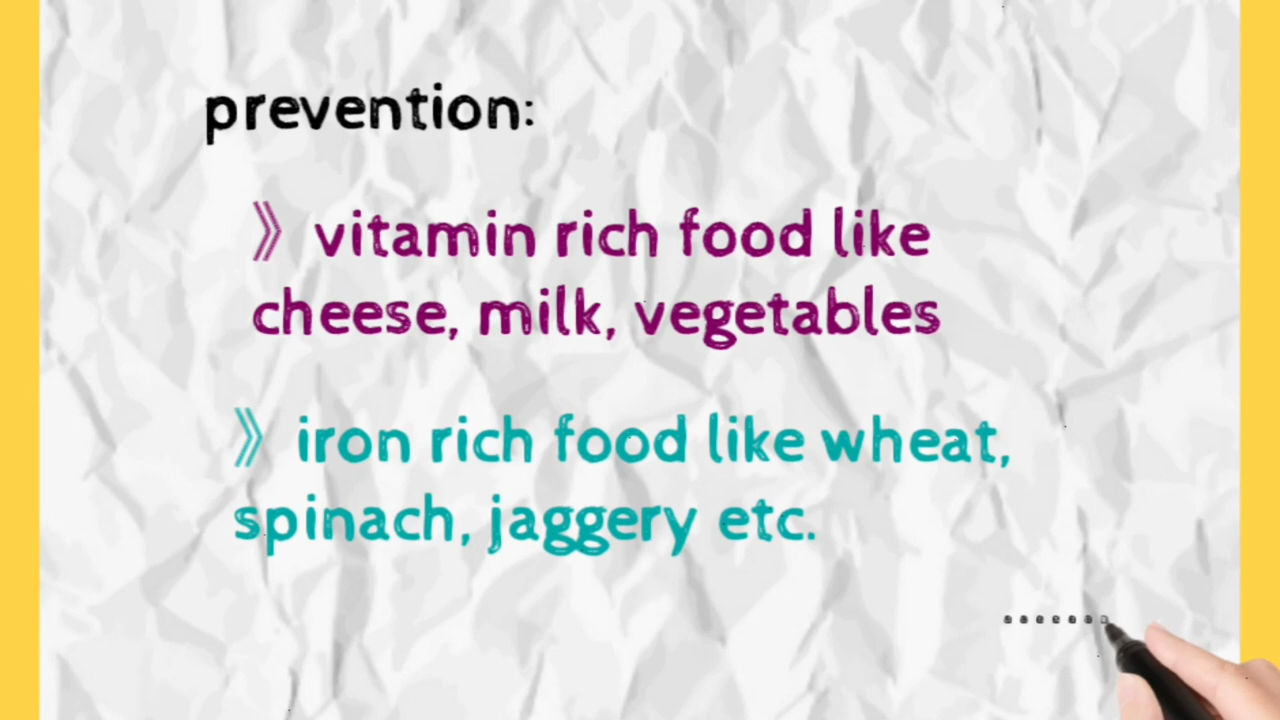 prevention:
》 vitamin rich food like
cheese, milk, vegetables
》 iron rich food like wheat,
spinach, jaggery etc.
.......